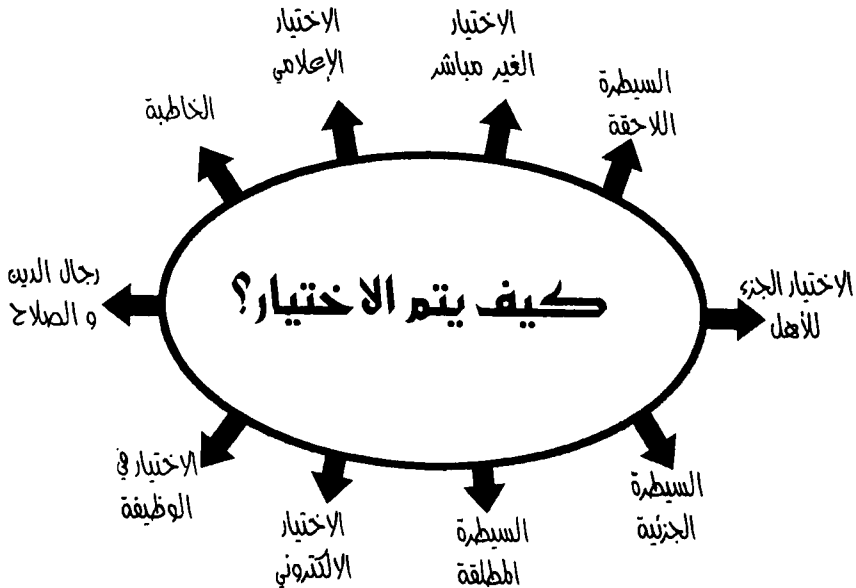 الاختيار
الغير مباشر
الاختيار
الإعلامي
السيطرة
اللاحقة
الخاطبة
كيف يتم الاختيار؟
الاختيار الجزء
للأهل
رجال الدين
و الصلاح
السيطرة
الجزئية
الاختيار في
الوظيفة
السيطرة
المطلقة
الاختيار
الالكتروني